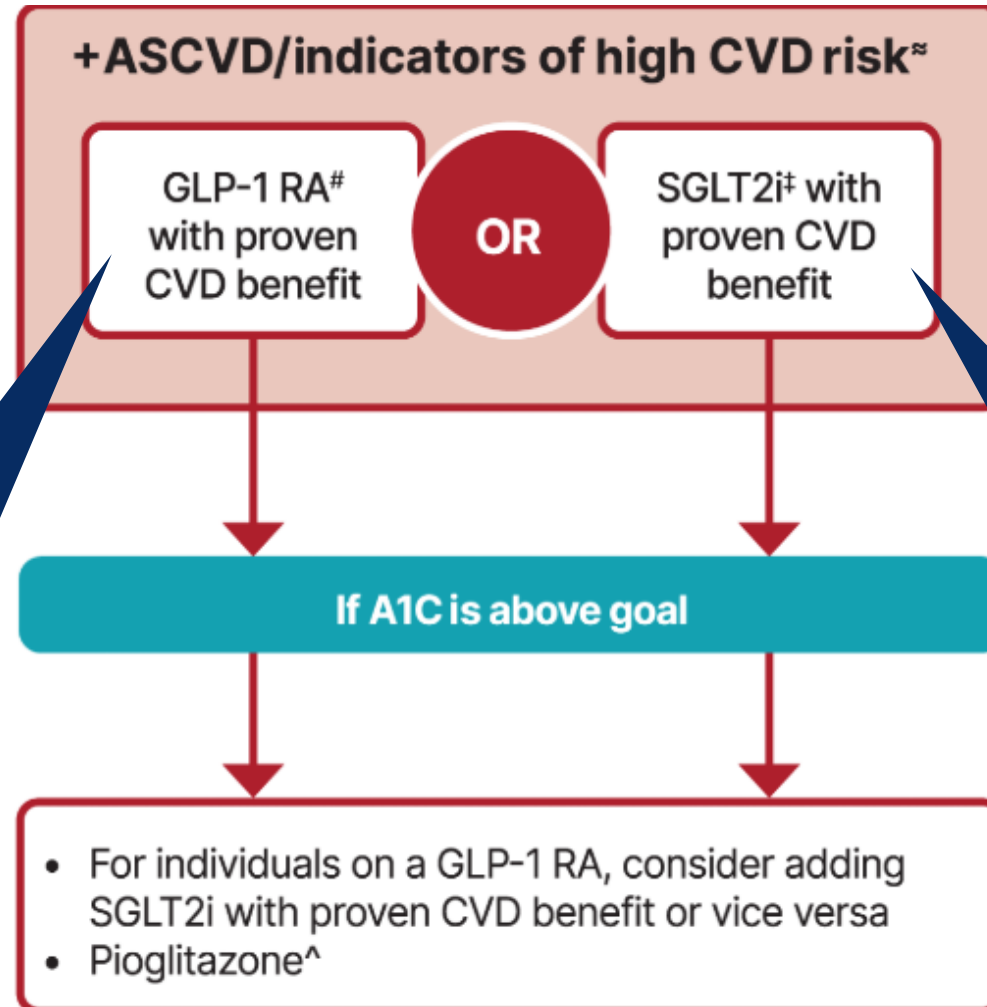 +ASCVD/indicators of high CVD risk≈
GLP-1 RA#
with proven
CVD benefit
OR
SGLT2i‡ with
proven CVD
benefit
If A1C is above goal
• For individuals on a GLP-1 RA, consider adding
SGLT2i with proven CVD benefit or vice versa
• Pioglitazone^